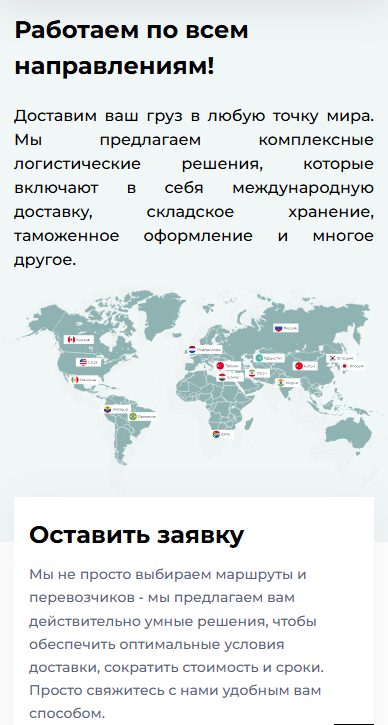 Работаем по всем
направлениям!
Доставим ваш груз в любую точку мира.
Мы предлагаем комплексные
логистические решения, которые
включают в себя международную
доставку, складское хранение,
таможенное оформление и многое
другое.
Россия
Канада
США
Мексика
Эквадор
Бразилия
Нидерланды
Турция
Египет
Казахстан
Китай
Индия
Ю.Корея
Япония
ЮАР
Оставить заявку
Мы не просто выбираем маршруты и
перевозчиков - мы предлагаем вам
действительно умные решения, чтобы
обеспечить оптимальные условия
доставки, сократить стоимость и сроки.
Просто свяжитесь с нами удобным вам
способом.